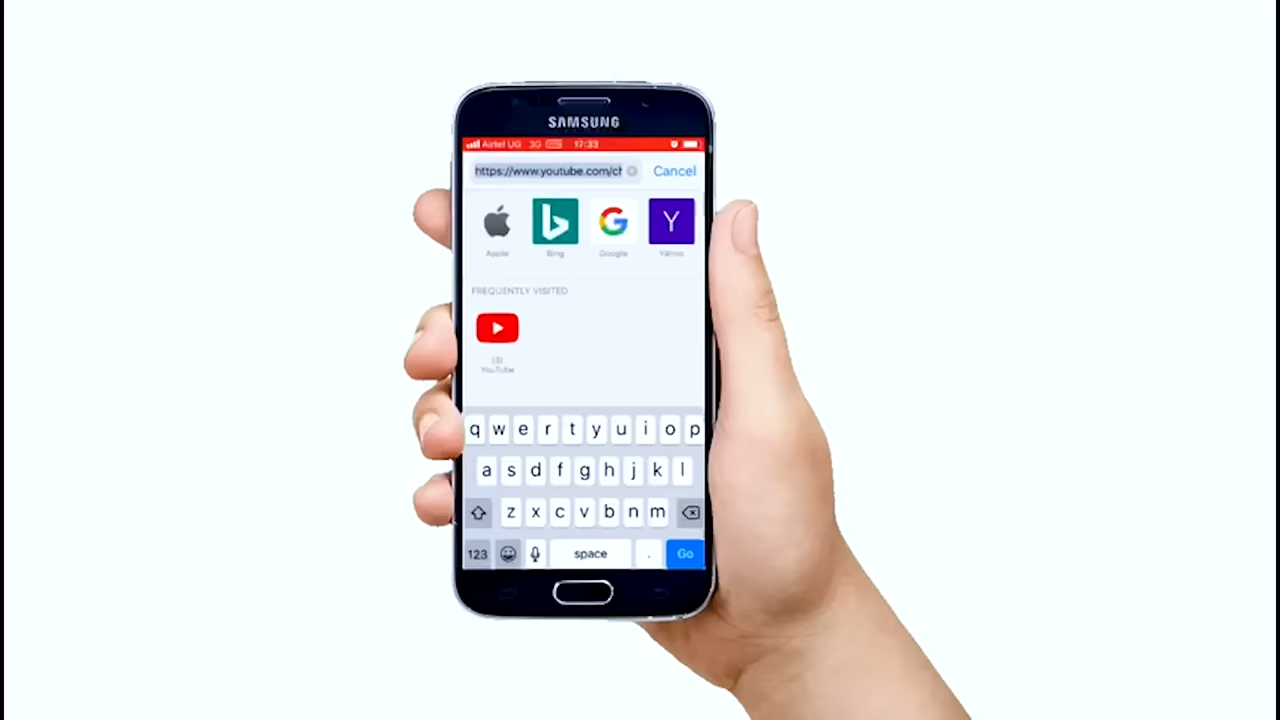 SAMSUNG
Airtel UG 3G 17:33
https://www.youtube.com/ch Cancel
Apple Bing Google Yahoo
FREQUENTLY VISITED
(3)
YouTube
q w e r t y u i o p
a s d f g h j k l
z x c v b n m
123 space . Go